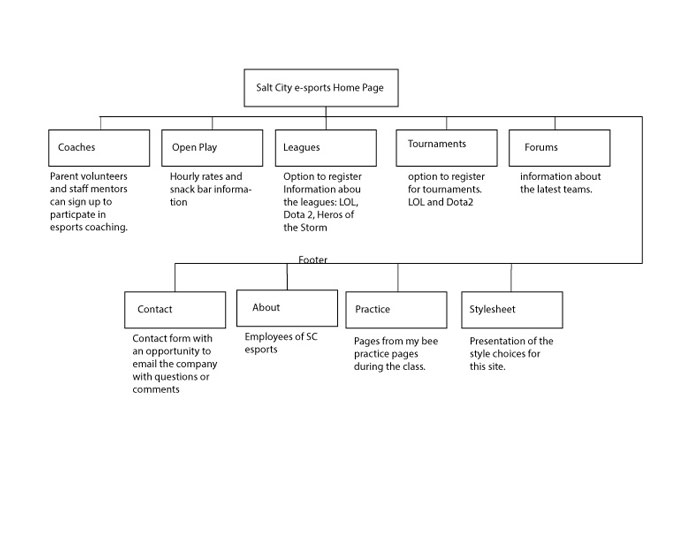 Salt City e-sports Home Page
Coaches
Open Play
Leagues
Tournaments
Forums
Parent volunteers
and staff mentors
can sign up to
particpate in
esports coaching.
Hourly rates and
snack bar informa-
tion
Option to register
Information abou
the leagues: LOL,
Dota 2, Heros of
the Storm
option to register
for tournaments.
LOL and Dota2
information about
the latest teams.
Footer
Contact
About
Practice
Stylesheet
Contact form with
an opportunity to
email the company
with questions or
comments
Employees of SC
esports
Pages from my bee
practice pages
during the class.
Presentation of the
style choices for
this site.